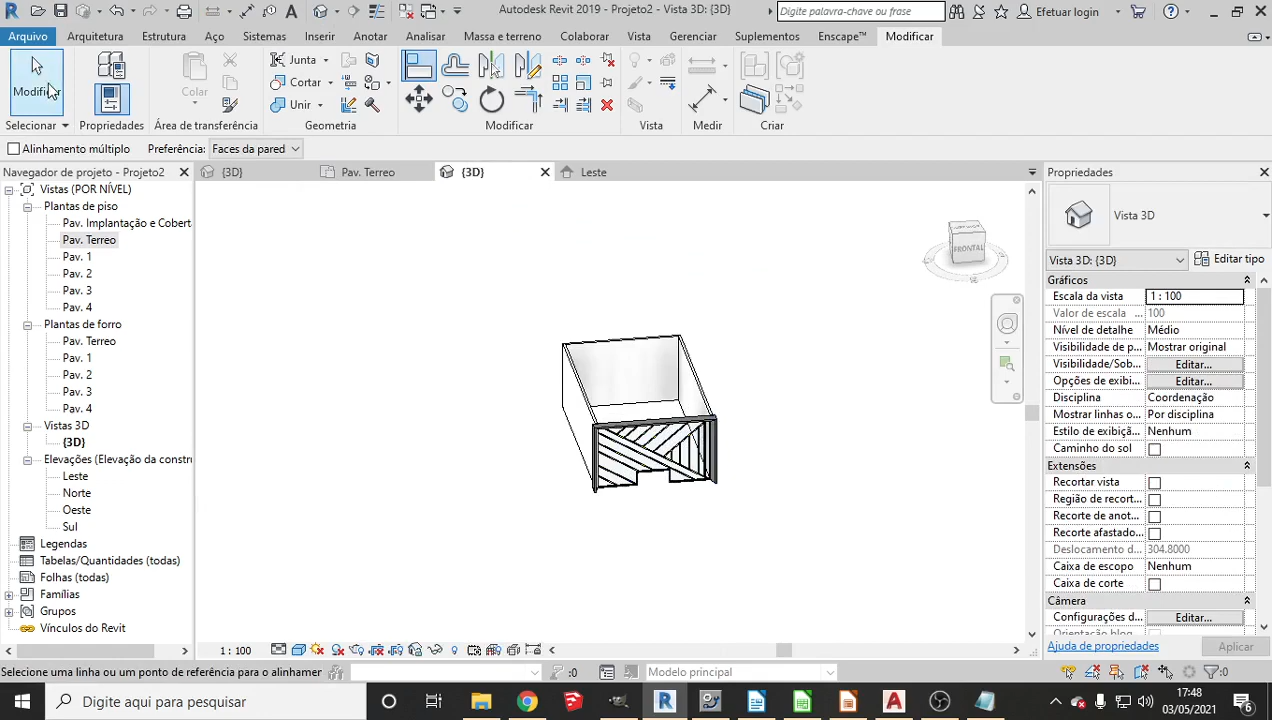 Autodesk Revit 2019 - Projeto2 - Vista 3D: {3D}
Digite palavra-chave ou frase
Efetuar login
Arquivo Arquitetura Estrutura Aço Sistemas Inserir Anotar Analisar Massa e terreno Colaborar Vista Gerenciar Suplementos Enscape™ Modificar
Modificar
Colar
Junta
Cortar
Unir
Selecionar Propriedades Área de transferência Geometria Modificar Vista Medir Criar
Alinhamento múltiplo Preferência: Faces da pared
Navegador de projeto - Projeto2
{3D} Pav. Terreo {3D} Leste
Propriedades
Vistas (POR NÍVEL)
Plantas de piso
Pav. Implantação e Cobert
Pav. Terreo
Pav. 1
Pav. 2
Pav. 3
Pav. 4
Plantas de forro
Pav. Terreo
Pav. 1
Pav. 2
Pav. 3
Pav. 4
Vistas 3D
{3D}
Elevações (Elevação da constru
Leste
Norte
Oeste
Sul
Legendas
Tabelas/Quantidades (todas)
Folhas (todas)
Famílias
Grupos
Vínculos do Revit
FRONTAL
Vista 3D
Vista 3D: {3D} Editar tipo
Gráficos
Escala da vista 1 : 100
Valor de escala ... 100
Nível de detalhe Médio
Visibilidade de p... Mostrar original
Visibilidade/Sob... Editar...
Opções de exibi... Editar...
Disciplina Coordenação
Mostrar linhas o... Por disciplina
Estilo de exibiçã... Nenhum
Caminho do sol
Extensões
Recortar vista
Região de recort...
Recorte de anot...
Recorte afastado...
Deslocamento d... 304.8000
Caixa de escopo Nenhum
Caixa de corte
Câmera
Configurações d... Editar...
Ajuda de propriedades Aplicar
1 : 100
Selecione uma linha ou um ponto de referência para o alinhamer
:0 Modelo principal :0
Digite aqui para pesquisar
17:48
03/05/2021
6